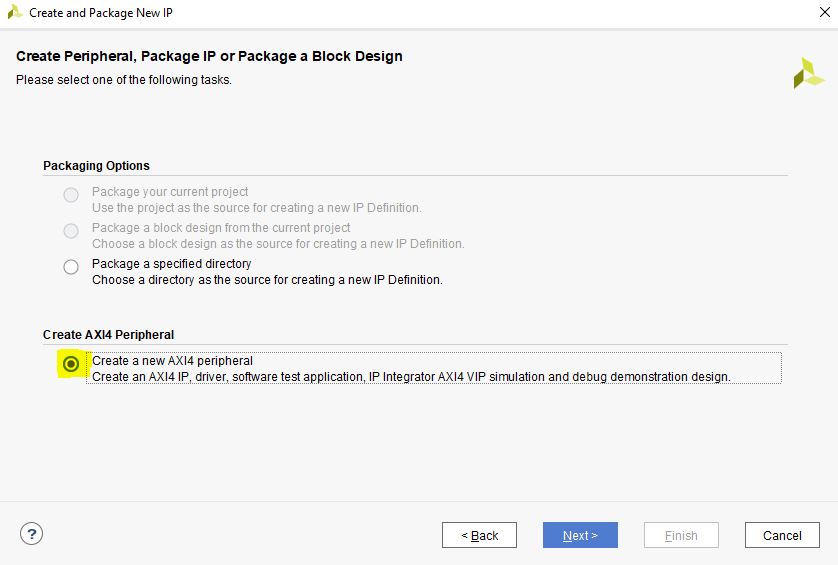 Create and Package New IP
Create Peripheral, Package IP or Package a Block Design
Please select one of the following tasks.
Packaging Options
Package your current project
Use the project as the source for creating a new IP Definition.
Package a block design from the current project
Choose a block design as the source for creating a new IP Definition.
Package a specified directory
Choose a directory as the source for creating a new IP Definition.
Create AXI4 Peripheral
Create a new AXI4 peripheral
Create an AXI4 IP, driver, software test application, IP Integrator AXI4 VIP simulation and debug demonstration design.
?
< Back
Next >
Finish
Cancel